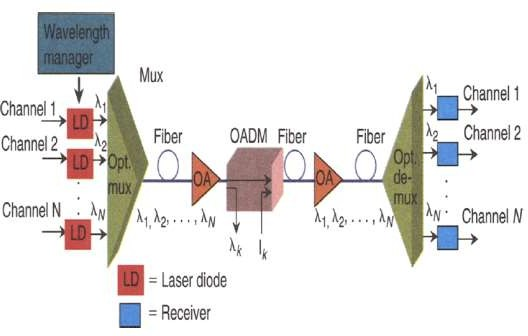 Wavelength
manager
Mux
Channel 1
LD
λ1
Channel 2
LD
λ2
Channel N
LD
λN
Opt.
mux
Fiber
OA
λ1, λ2, . . . , λN
OADM
λk
lk
Fiber
OA
λ1, λ2, . . . , λN
Fiber
Opt.
de-
mux
λ1
Channel 1
λ2
Channel 2
λN
Channel N
LD = Laser diode
= Receiver